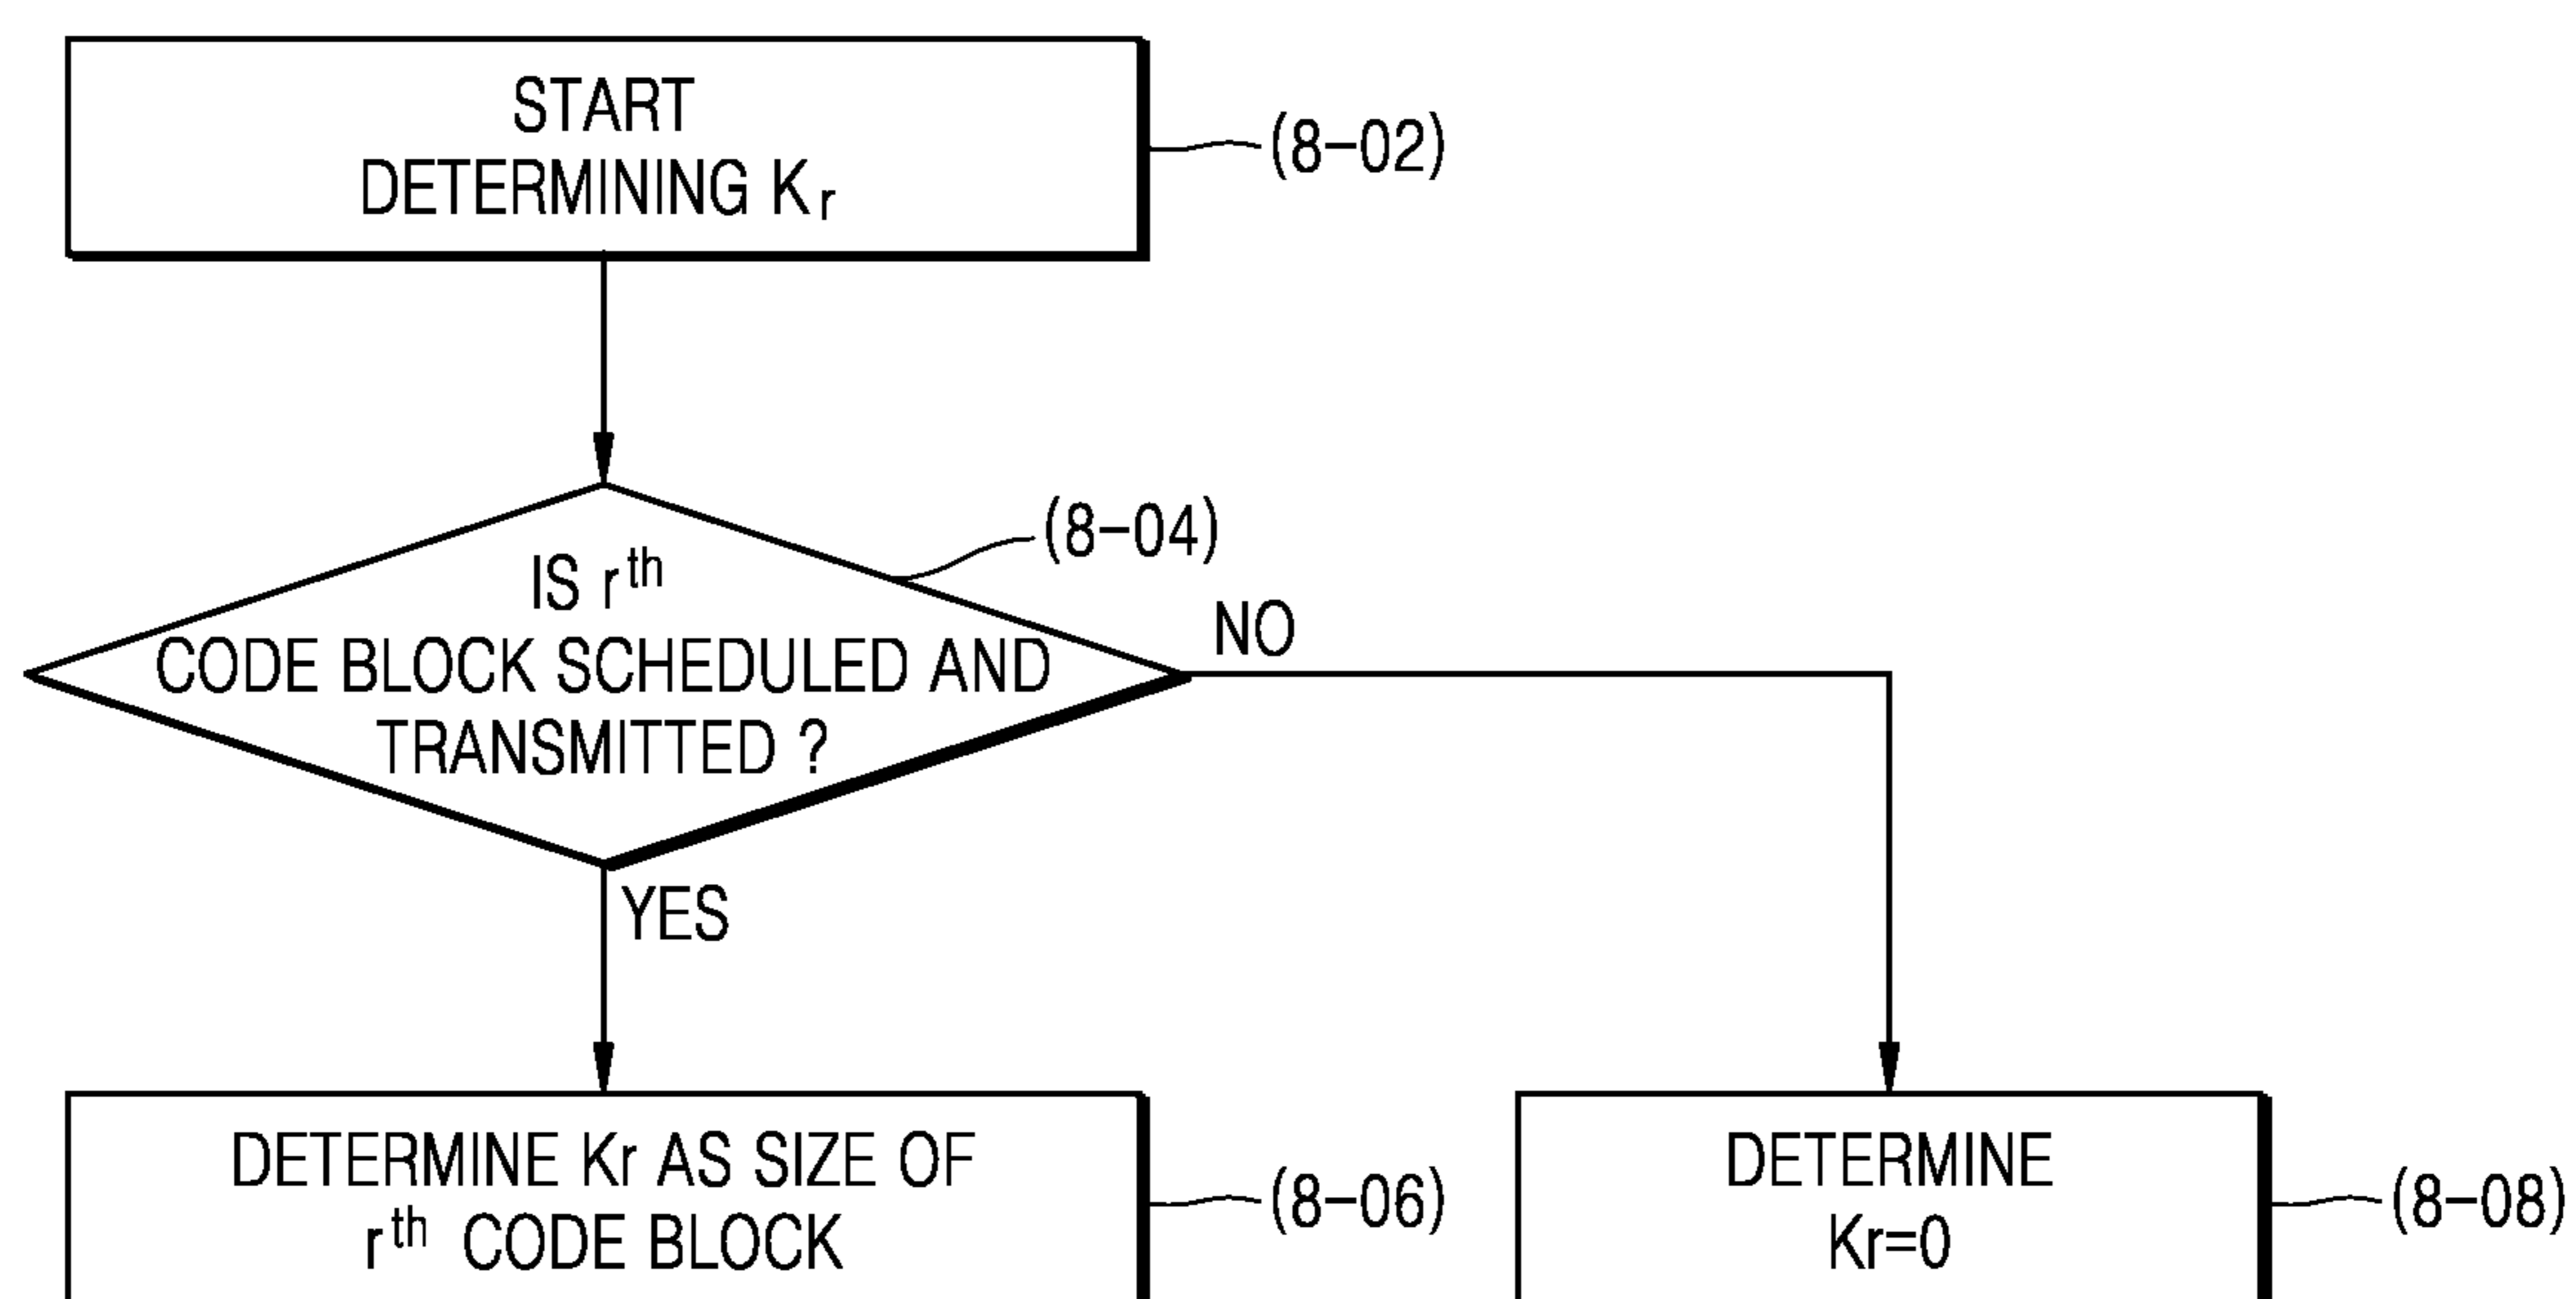 START
DETERMINING Kr
(8-02)
IS rth
CODE BLOCK SCHEDULED AND
TRANSMITTED ?
(8-04)
NO
YES
DETERMINE Kr AS SIZE OF
rth CODE BLOCK
(8-06)
DETERMINE
Kr=0
(8-08)